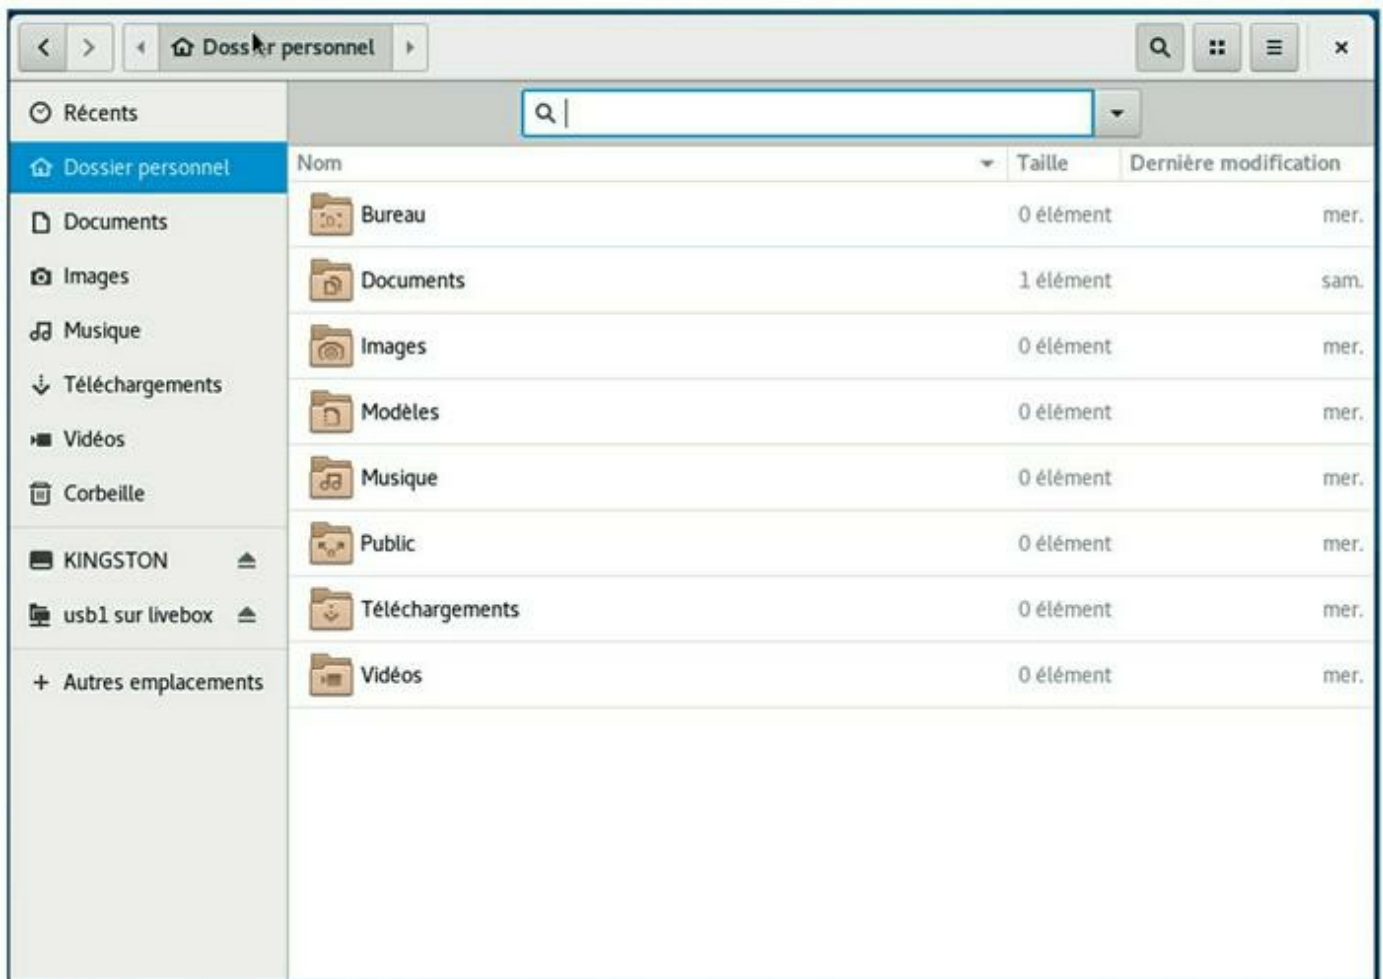 Dossier personnel
Récents
Dossier personnel
Documents
Images
Musique
Téléchargements
Vidéos
Corbeille
KINGSTON
usb1 sur livebox
+ Autres emplacements
Nom Taille Dernière modification
Bureau 0 élément mer.
Documents 1 élément sam.
Images 0 élément mer.
Modèles 0 élément mer.
Musique 0 élément mer.
Public 0 élément mer.
Téléchargements 0 élément mer.
Vidéos 0 élément mer.